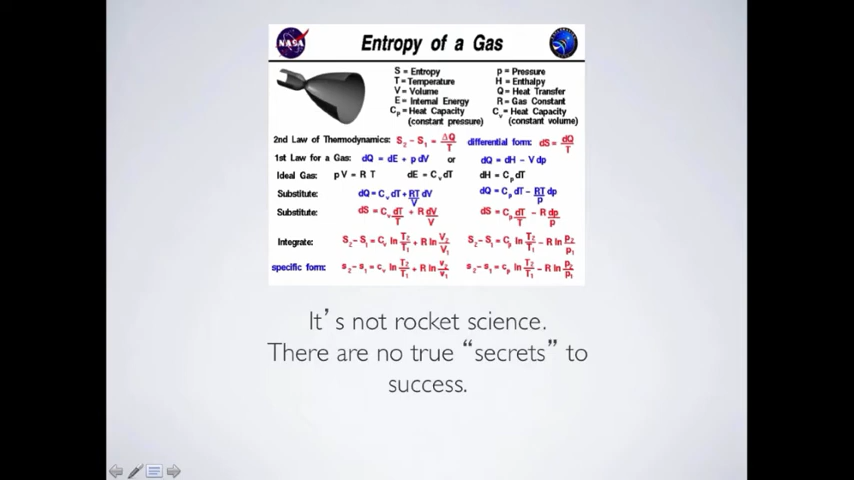 NASA
Entropy of a Gas
S = Entropy p = Pressure
T = Temperature H = Enthalpy
V = Volume Q = Heat Transfer
E = Internal Energy R = Gas Constant
Cp = Heat Capacity Cv = Heat Capacity
(constant pressure) (constant volume)
2nd Law of Thermodynamics: S2 – S1 = ΔQ/T differential form: dS = dQ/T
1st Law for a Gas: dQ = dE + p dV or dQ = dH – V dp
Ideal Gas: p V = R T dE = Cv dT dH = Cp dT
Substitute: dQ = Cv dT + RT/V dV dQ = Cp dT – RT/p dp
Substitute: dS = Cv dT/T + R dV/V dS = Cp dT/T – R dp/p
Integrate: S2 – S1 = Cv ln T2/T1 + R ln V2/V1 S2 – S1 = Cp ln T2/T1 – R ln p2/p1
specific form: s2 – s1 = cv ln T2/T1 + R ln v2/v1 s2 – s1 = cp ln T2/T1 – R ln p2/p1
It's not rocket science.
There are no true “secrets” to
success.